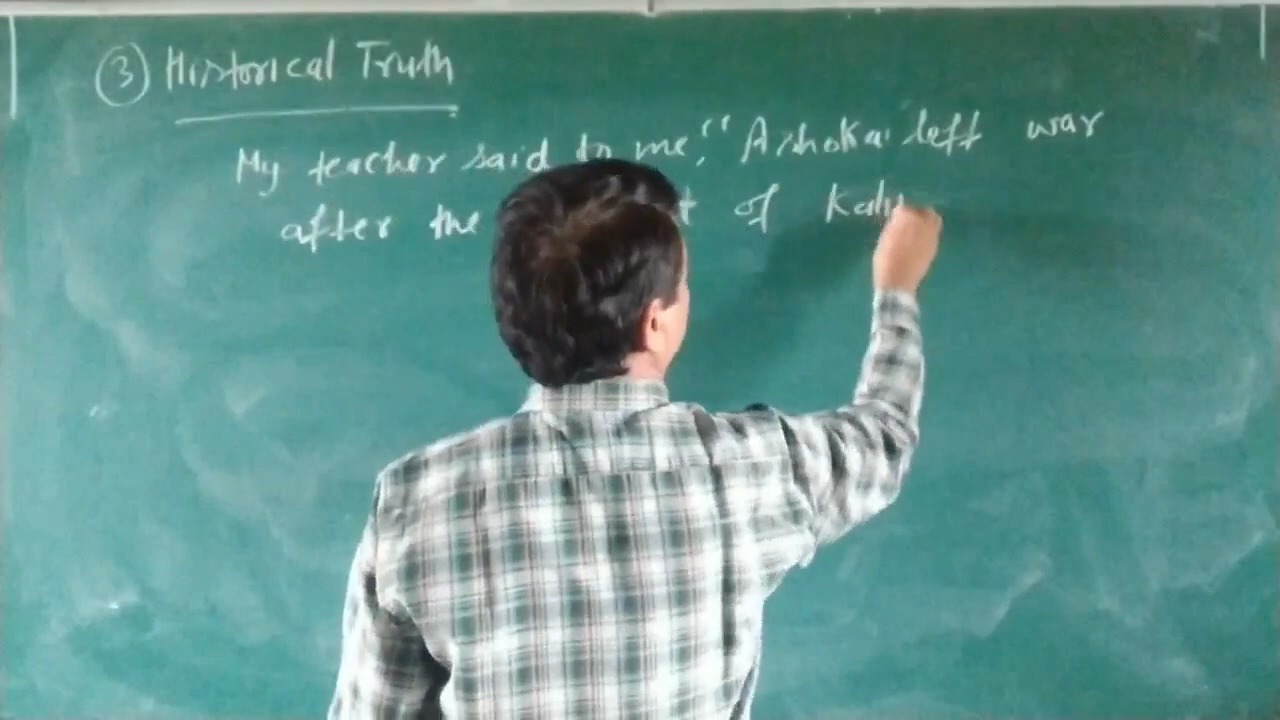 ③ Historical Truth
My teacher said to me, “Ashoka left war
after the of